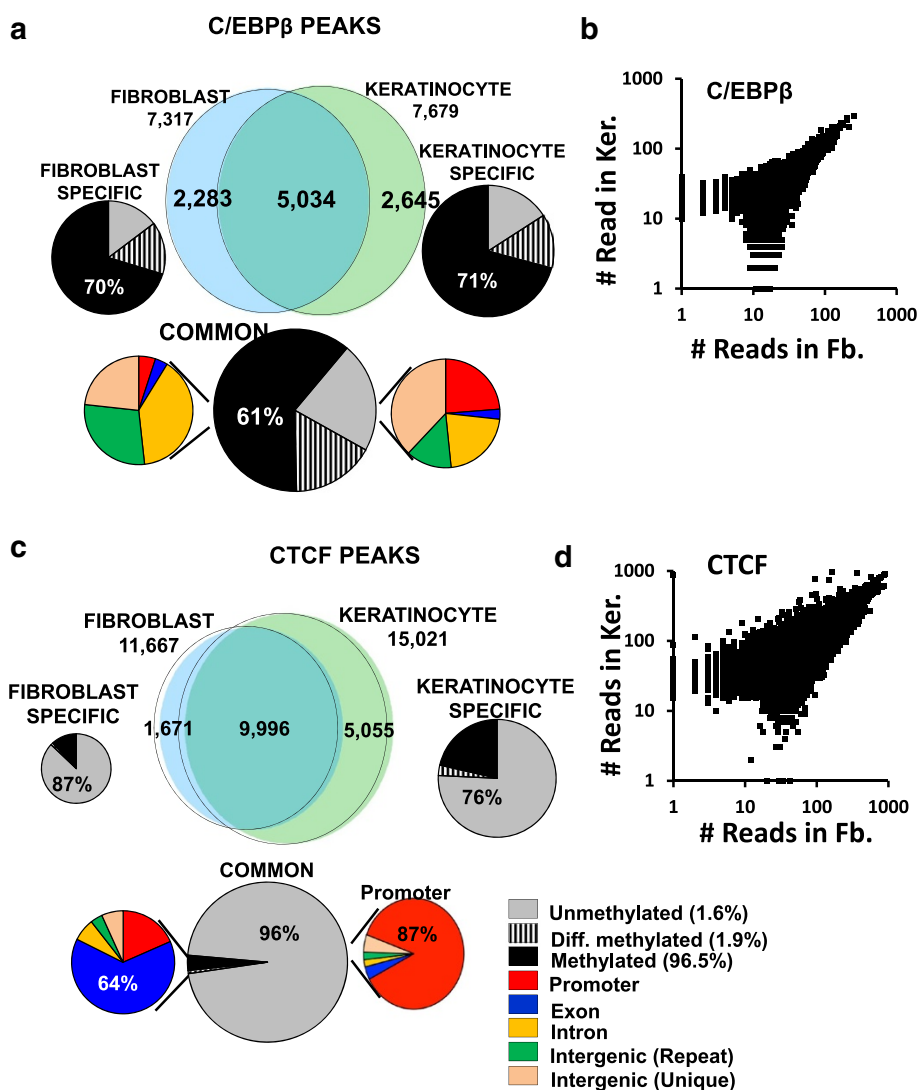 a
C/EBPβ PEAKS
FIBROBLAST
7,317
KERATINOCYTE
7,679
FIBROBLAST
SPECIFIC
KERATINOCYTE
SPECIFIC
2,283
5,034
2,645
70%
71%
COMMON
61%
b
C/EBPβ
# Read in Ker.
1000
100
10
1
1
10
100
1000
# Reads in Fb.
c
CTCF PEAKS
FIBROBLAST
11,667
KERATINOCYTE
15,021
FIBROBLAST
SPECIFIC
KERATINOCYTE
SPECIFIC
1,671
9,996
5,055
87%
76%
COMMON
96%
64%
Promoter
87%
d
CTCF
# Reads in Ker.
1000
100
10
1
1
10
100
1000
# Reads in Fb.
Unmethylated (1.6%)
Diff. methylated (1.9%)
Methylated (96.5%)
Promoter
Exon
Intron
Intergenic (Repeat)
Intergenic (Unique)